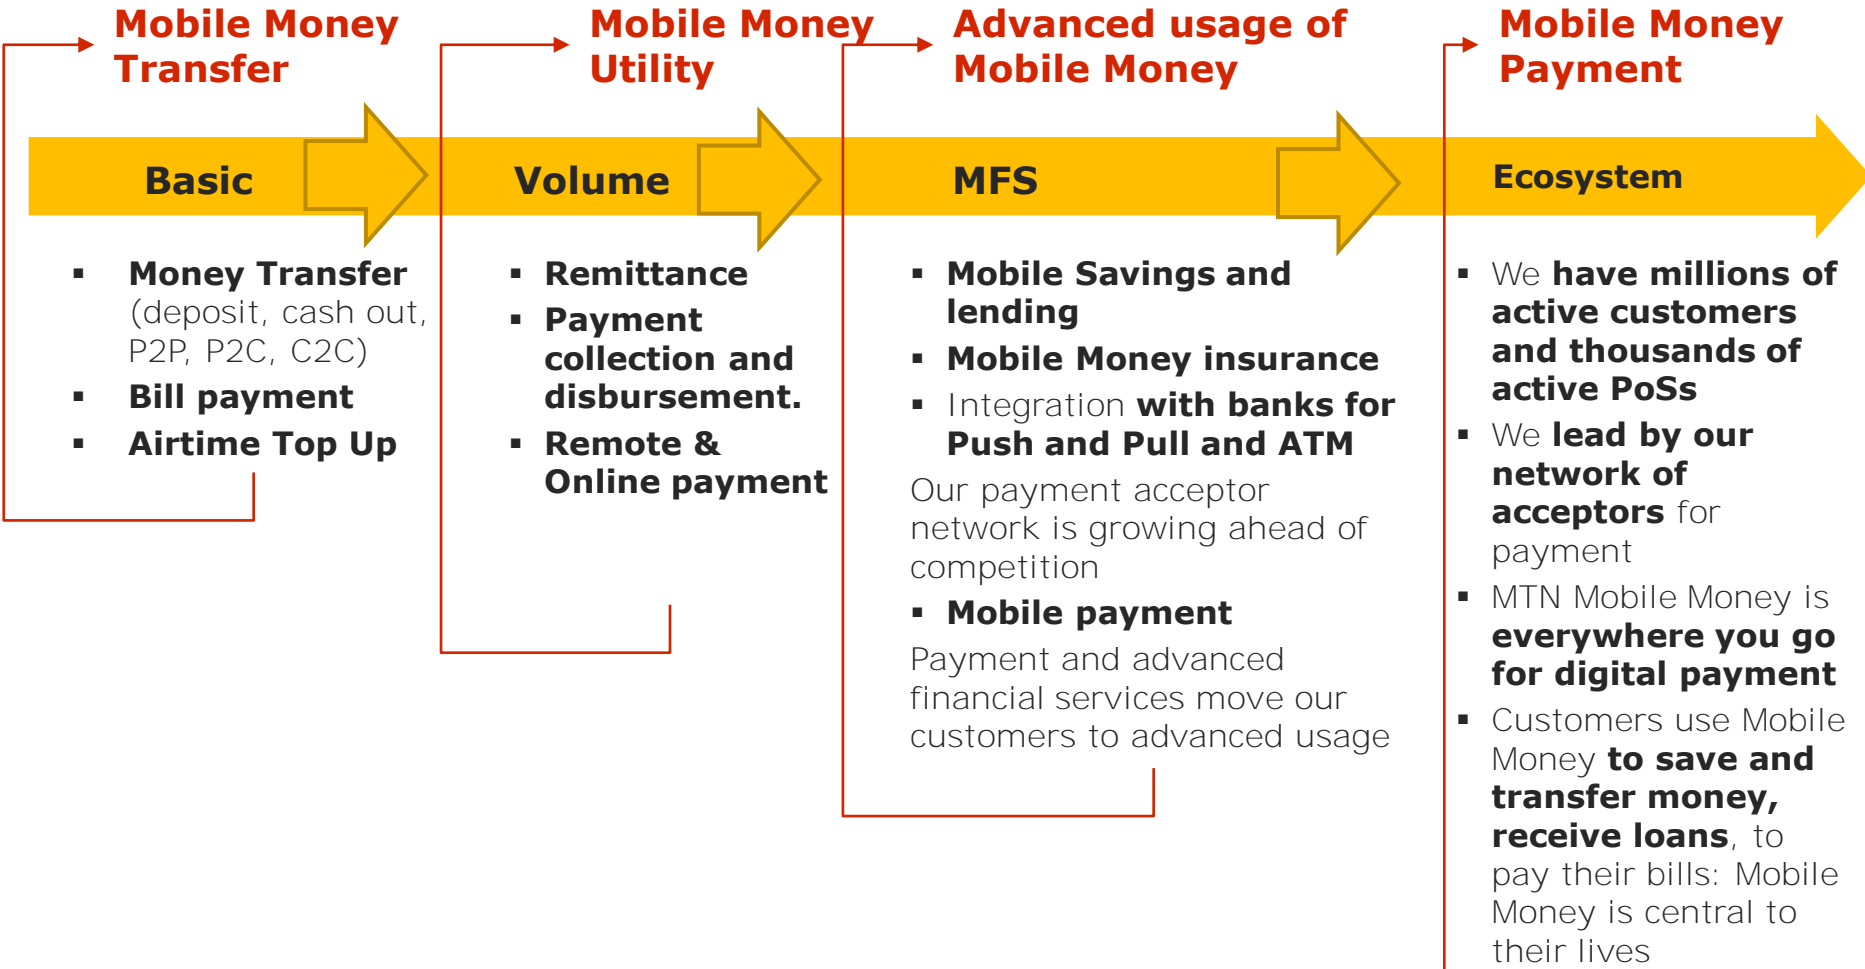 Mobile Money
Transfer
Mobile Money
Utility
Advanced usage of
Mobile Money
Mobile Money
Payment
Basic
Volume
MFS
Ecosystem
▪ Money Transfer
(deposit, cash out,
P2P, P2C, C2C)
▪ Bill payment
▪ Airtime Top Up
▪ Remittance
▪ Payment
collection and
disbursement.
▪ Remote &
Online payment
▪ Mobile Savings and
lending
▪ Mobile Money insurance
▪ Integration with banks for
Push and Pull and ATM
Our payment acceptor
network is growing ahead of
competition
▪ Mobile payment
Payment and advanced
financial services move our
customers to advanced usage
▪ We have millions of
active customers
and thousands of
active PoSs
▪ We lead by our
network of
acceptors for
payment
▪ MTN Mobile Money is
everywhere you go
for digital payment
▪ Customers use Mobile
Money to save and
transfer money,
receive loans, to
pay their bills: Mobile
Money is central to
their lives